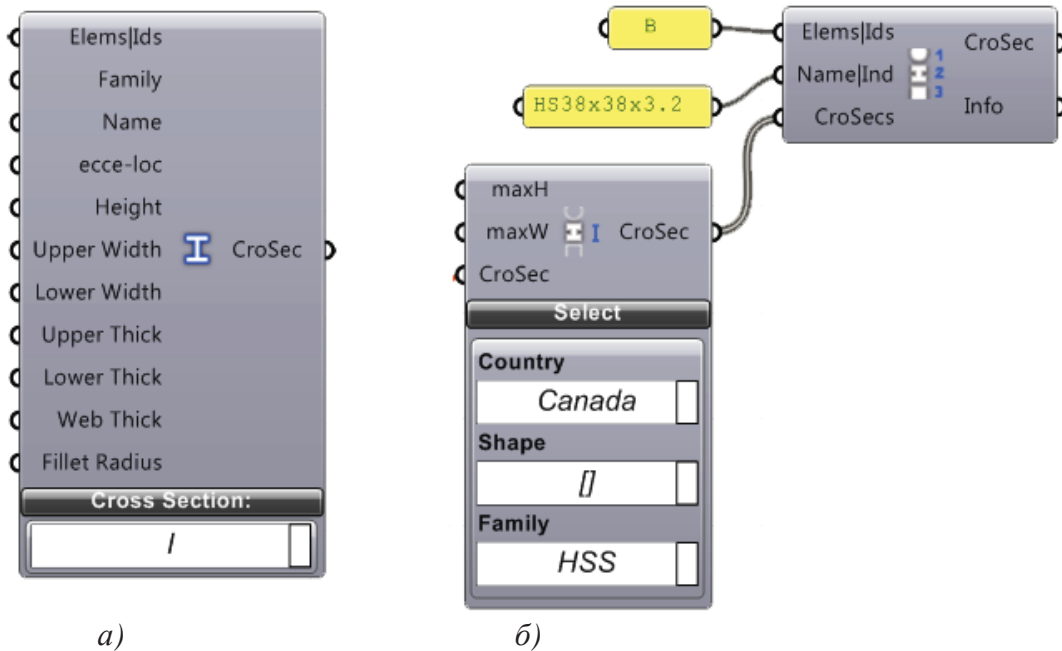 Elems|Ids
Family
Name
ecce-loc
Height
Upper Width
CroSec
Lower Width
Upper Thick
Lower Thick
Web Thick
Fillet Radius
Cross Section:
I
а)
B
HS38x38x3.2
Elems|Ids
Name|Ind
CroSecs
1
2
3
CroSec
Info
maxH
maxW
I
CroSec
CroSec
Select
Country
Canada
Shape
[]
Family
HSS
б)